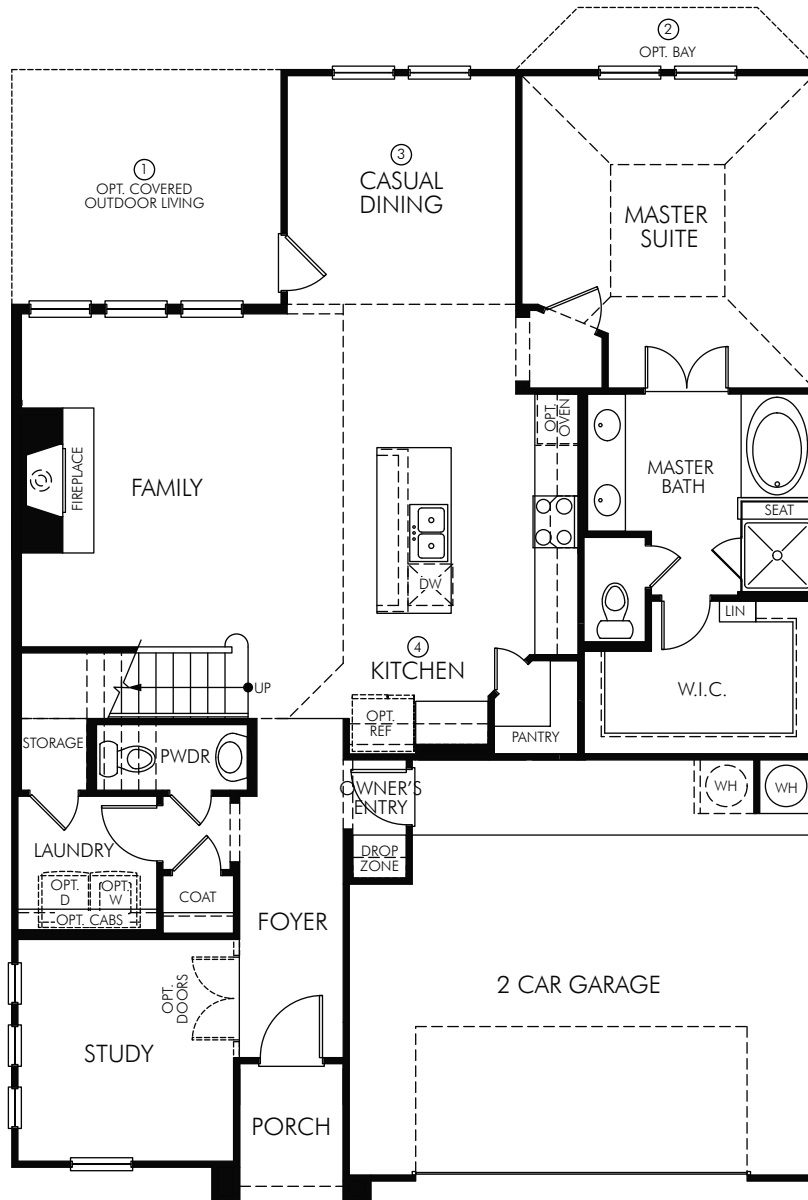 2
OPT. BAY
1
OPT. COVERED
OUTDOOR LIVING
3
CASUAL
DINING
MASTER
SUITE
OPT.
OVEN
FIREPLACE
FAMILY
MASTER
BATH
SEAT
DW
LIN
4
KITCHEN
UP
W.I.C.
OPT.
REF
PANTRY
STORAGE
PWDR
OWNER'S
ENTRY
WH
WH
LAUNDRY
DROP
ZONE
OPT.
D
OPT.
W
COAT
OPT. CABS
FOYER
OPT.
DOORS
2 CAR GARAGE
STUDY
PORCH